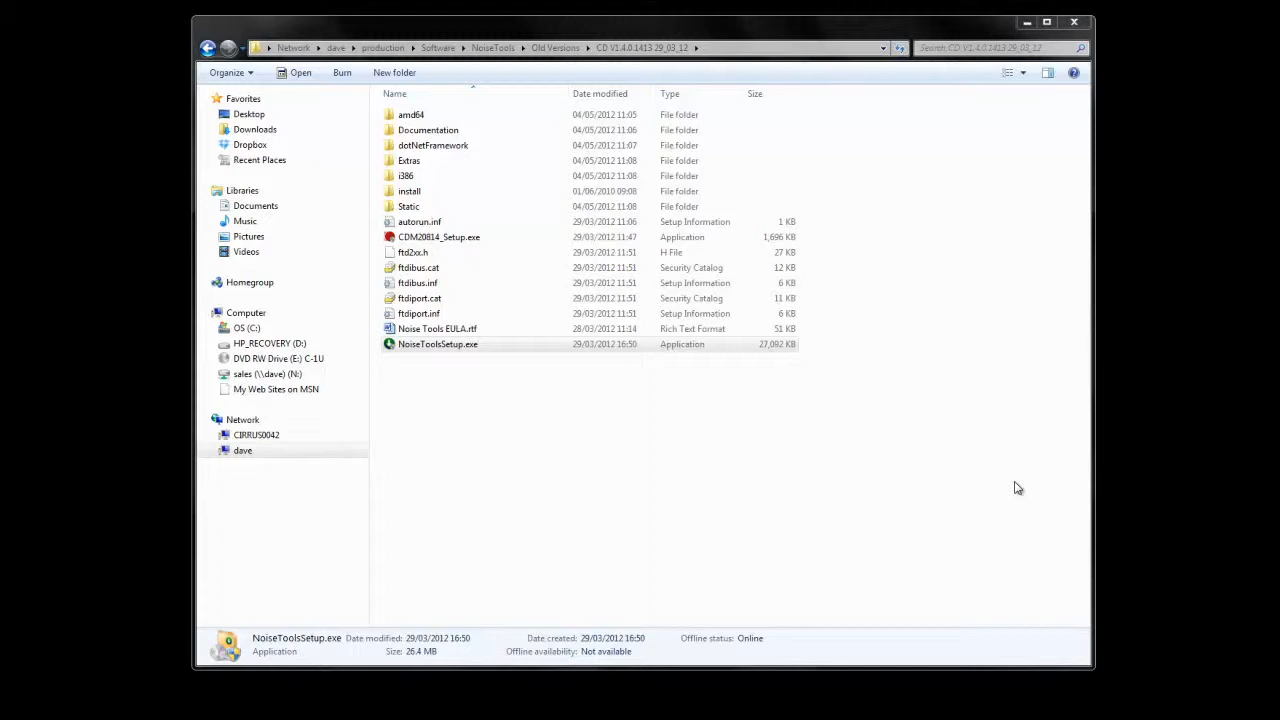 Network dave production Software NoiseTools Old Versions CD V1.4.0.1413 29_03_12 Search CD V1.4.0.1413 29_03_12
Organize Open Burn New folder
Name Date modified Type Size
Favorites
Desktop
Downloads
Dropbox
Recent Places
Libraries
Documents
Music
Pictures
Videos
Homegroup
Computer
OS (C:)
HP_RECOVERY (D:)
DVD RW Drive (E:) C-1U
sales (\\dave) (N:)
My Web Sites on MSN
Network
CIRRUS0042
dave
amd64 04/05/2012 11:05 File folder
Documentation 04/05/2012 11:06 File folder
dotNetFramework 04/05/2012 11:07 File folder
Extras 04/05/2012 11:08 File folder
i386 04/05/2012 11:08 File folder
install 01/06/2010 09:08 File folder
Static 04/05/2012 11:08 File folder
autorun.inf 29/03/2012 11:06 Setup Information 1 KB
CDM20814_Setup.exe 29/03/2012 11:47 Application 1,696 KB
ftd2xx.h 29/03/2012 11:51 H File 27 KB
ftdibus.cat 29/03/2012 11:51 Security Catalog 12 KB
ftdibus.inf 29/03/2012 11:51 Setup Information 6 KB
ftdiport.cat 29/03/2012 11:51 Security Catalog 11 KB
ftdiport.inf 29/03/2012 11:51 Setup Information 6 KB
Noise Tools EULA.rtf 28/03/2012 11:14 Rich Text Format 51 KB
NoiseToolsSetup.exe 29/03/2012 16:50 Application 27,092 KB
NoiseToolsSetup.exe Date modified: 29/03/2012 16:50 Date created: 29/03/2012 16:50 Offline status: Online
Application Size: 26.4 MB Offline availability: Not available